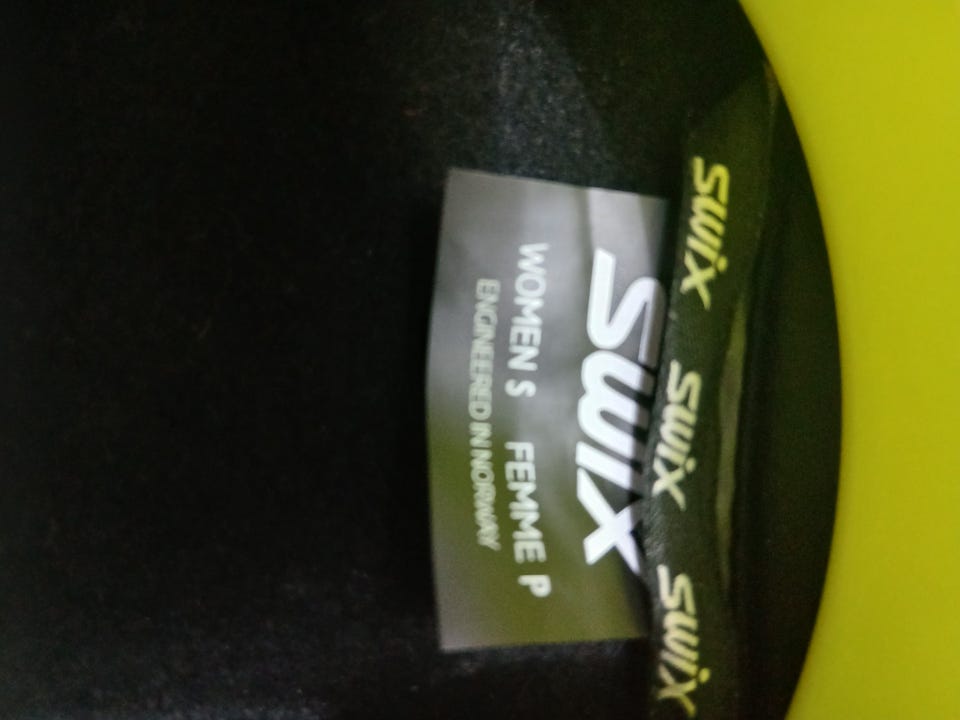 SWIX
SWIX
SWIX
SWIX
WOMEN S FEMME P
ENGINEERED IN NORWAY